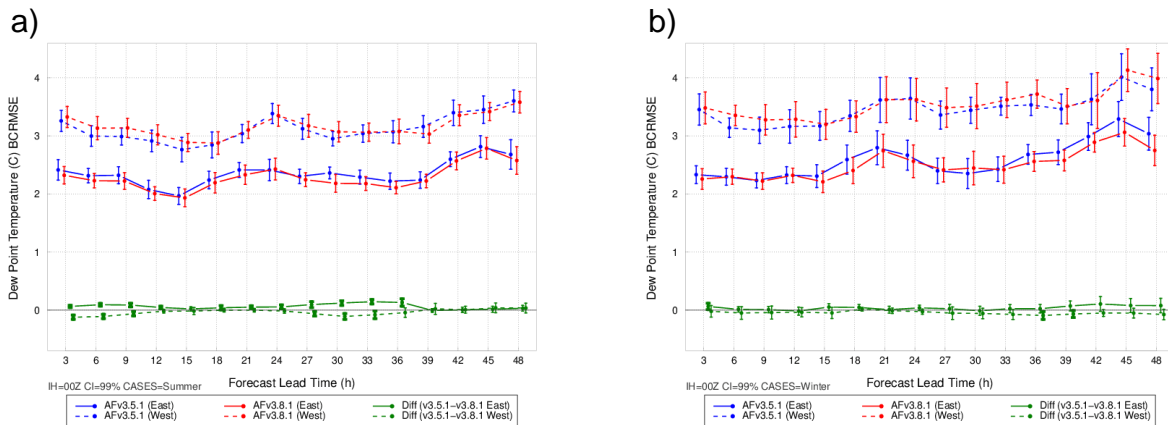 a)
Dew Point Temperature (C) BCRMSE
4
3
2
1
0
3 6 9 12 15 18 21 24 27 30 33 36 39 42 45 48
IH=00Z CI=99% CASES=Summer
Forecast Lead Time (h)
AFv3.5.1 (East) AFv3.8.1 (East) Diff (v3.5.1−v3.8.1 East)
AFv3.5.1 (West) AFv3.8.1 (West) Diff (v3.5.1−v3.8.1 West)
b)
Dew Point Temperature (C) BCRMSE
4
3
2
1
0
3 6 9 12 15 18 21 24 27 30 33 36 39 42 45 48
IH=00Z CI=99% CASES=Winter
Forecast Lead Time (h)
AFv3.5.1 (East) AFv3.8.1 (East) Diff (v3.5.1−v3.8.1 East)
AFv3.5.1 (West) AFv3.8.1 (West) Diff (v3.5.1−v3.8.1 West)